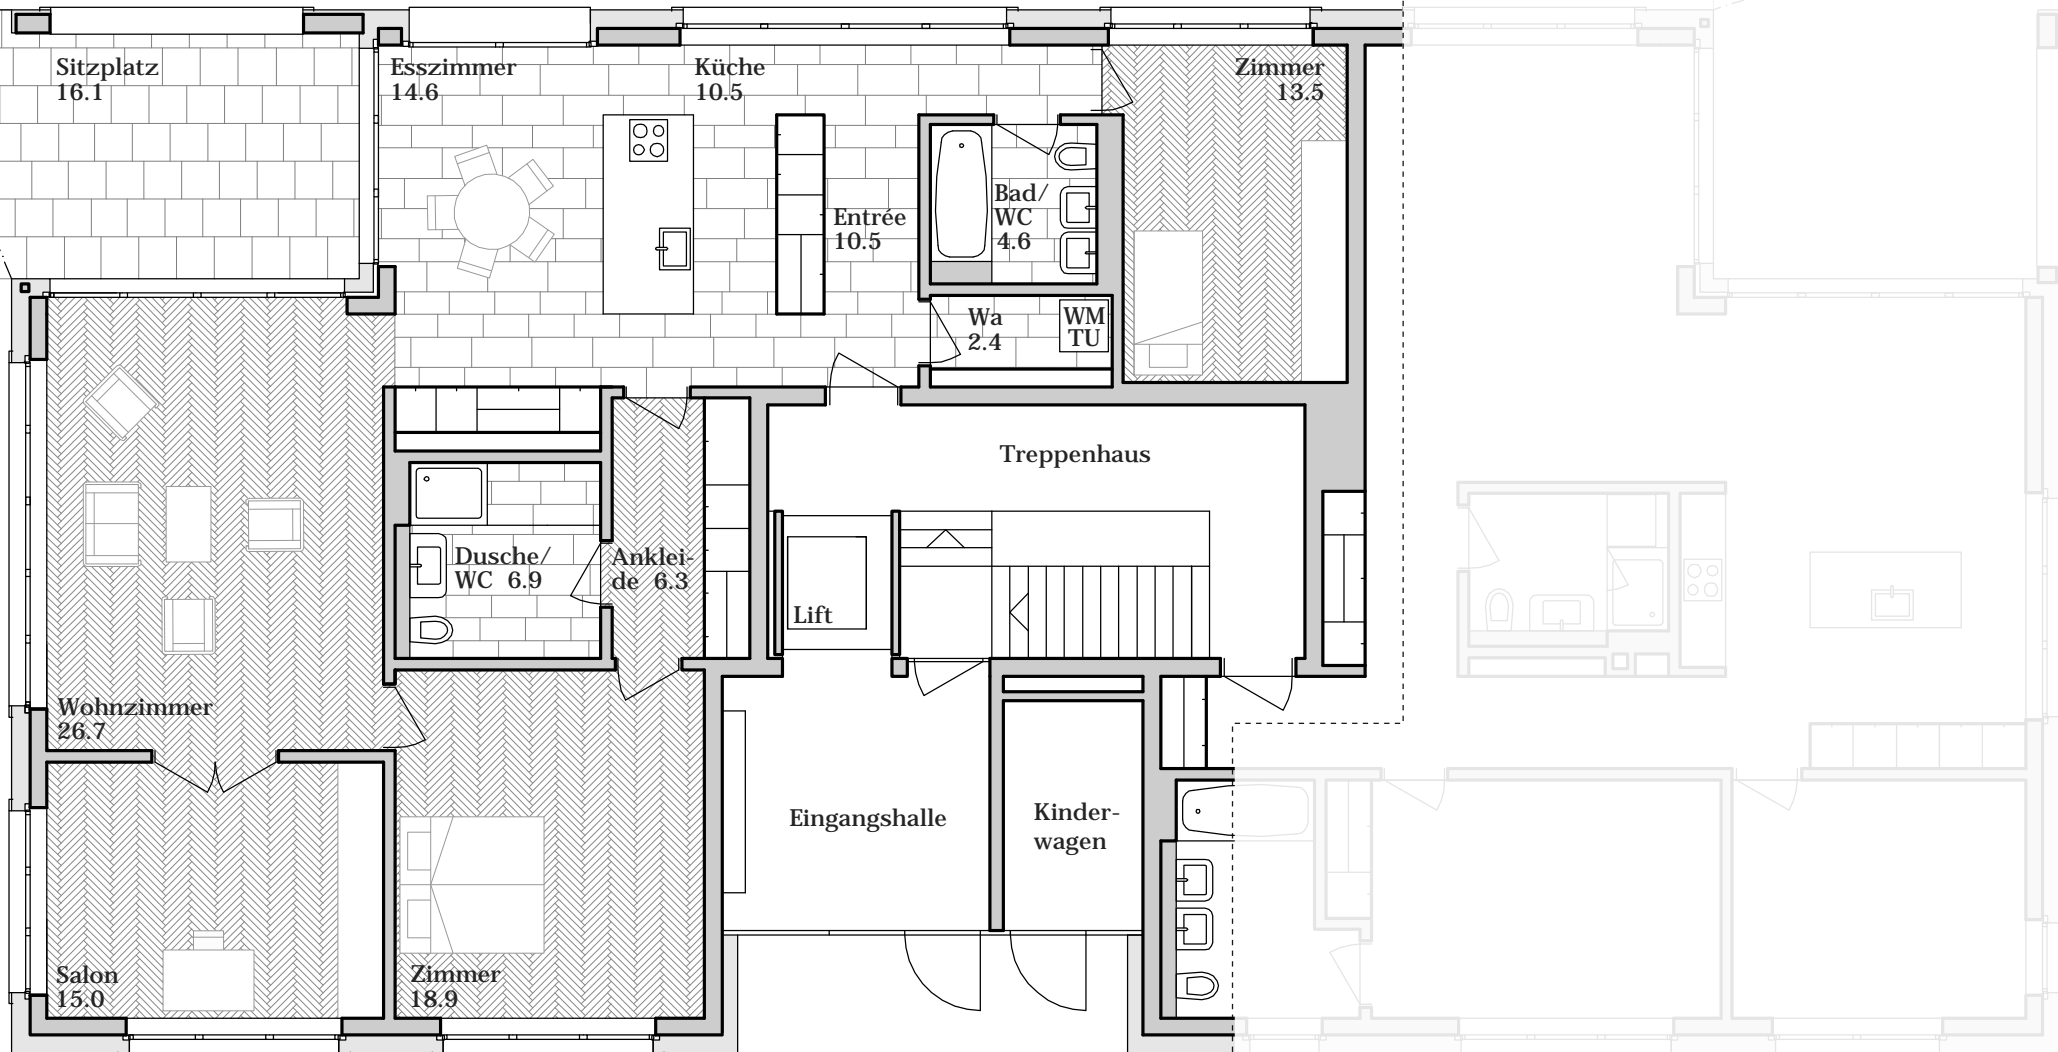 Sitzplatz
16.1
Esszimmer
14.6
Küche
10.5
Zimmer
13.5
Entrée
10.5
Bad/
WC
4.6
Wa
2.4
WM
TU
Treppenhaus
Dusche/
WC 6.9
Anklei-
de 6.3
Lift
Wohnzimmer
26.7
Eingangshalle
Kinder-
wagen
Salon
15.0
Zimmer
18.9